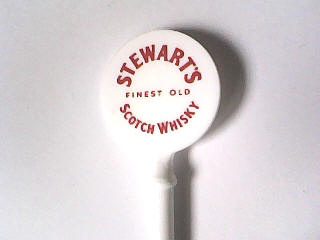 STEWART'S
FINEST OLD
SCOTCH WHISKY